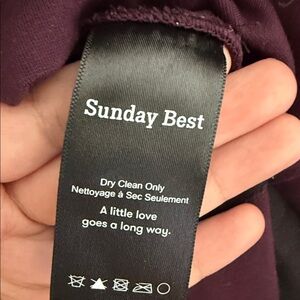 Sunday Best
Dry Clean Only
Nettoyage à Sec Seulement
A little love
goes a long way.